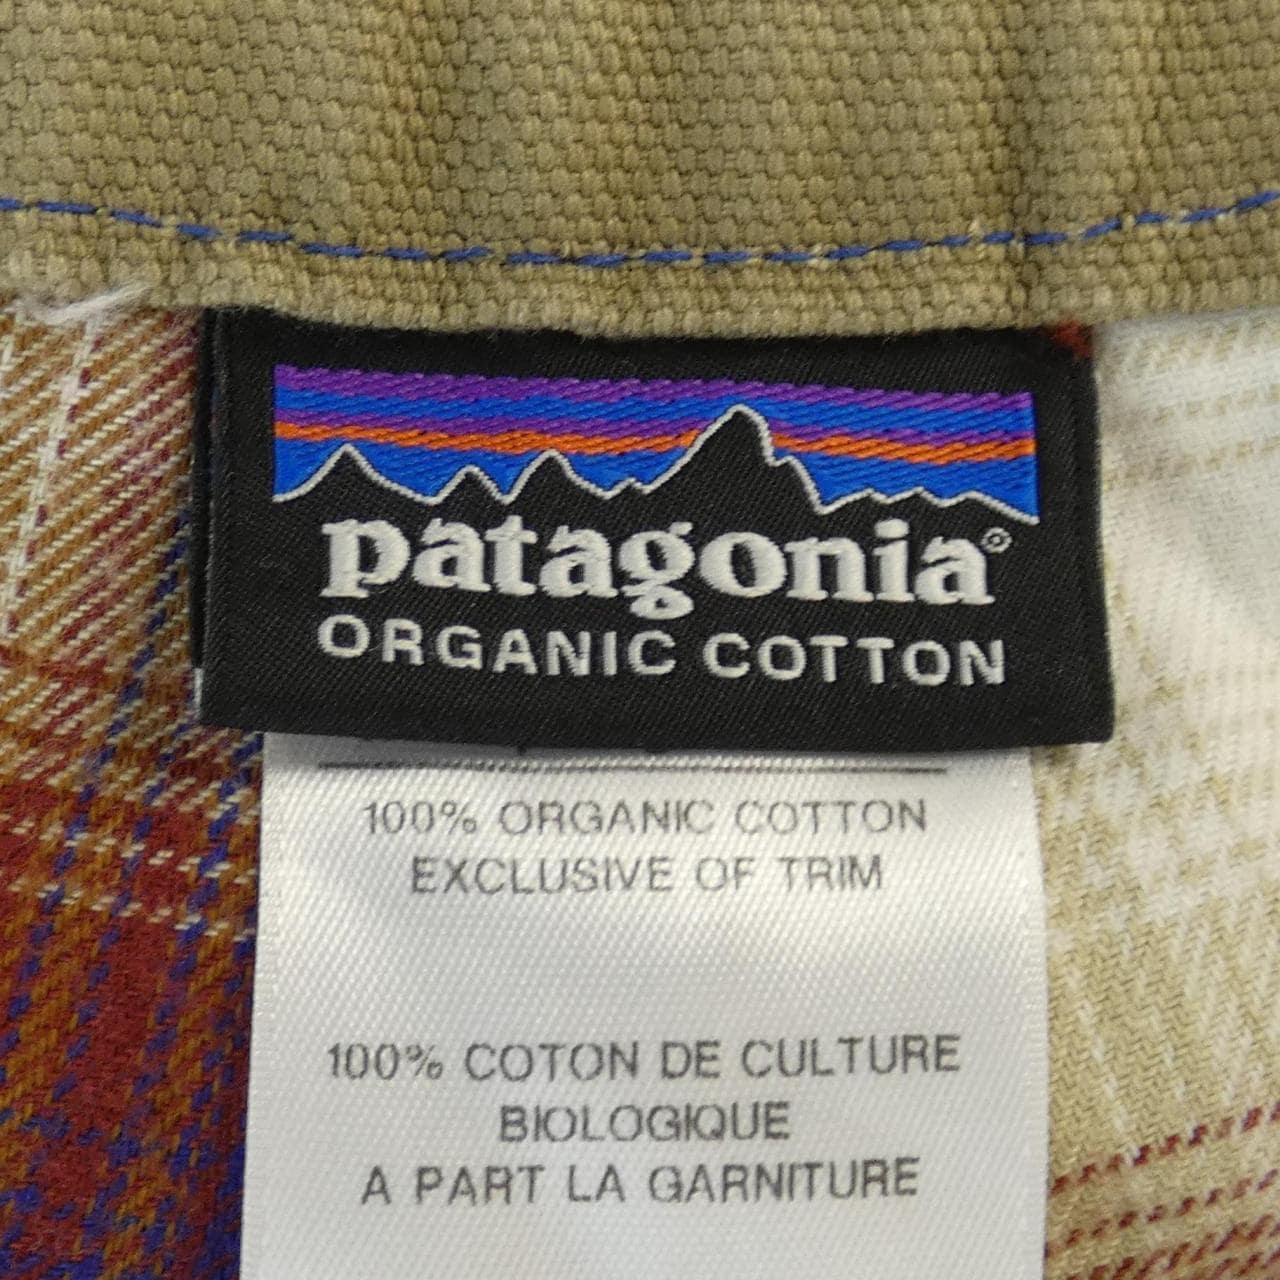 patagonia®
ORGANIC COTTON
100% ORGANIC COTTON
EXCLUSIVE OF TRIM
100% COTON DE CULTURE
BIOLOGIQUE
A PART LA GARNITURE